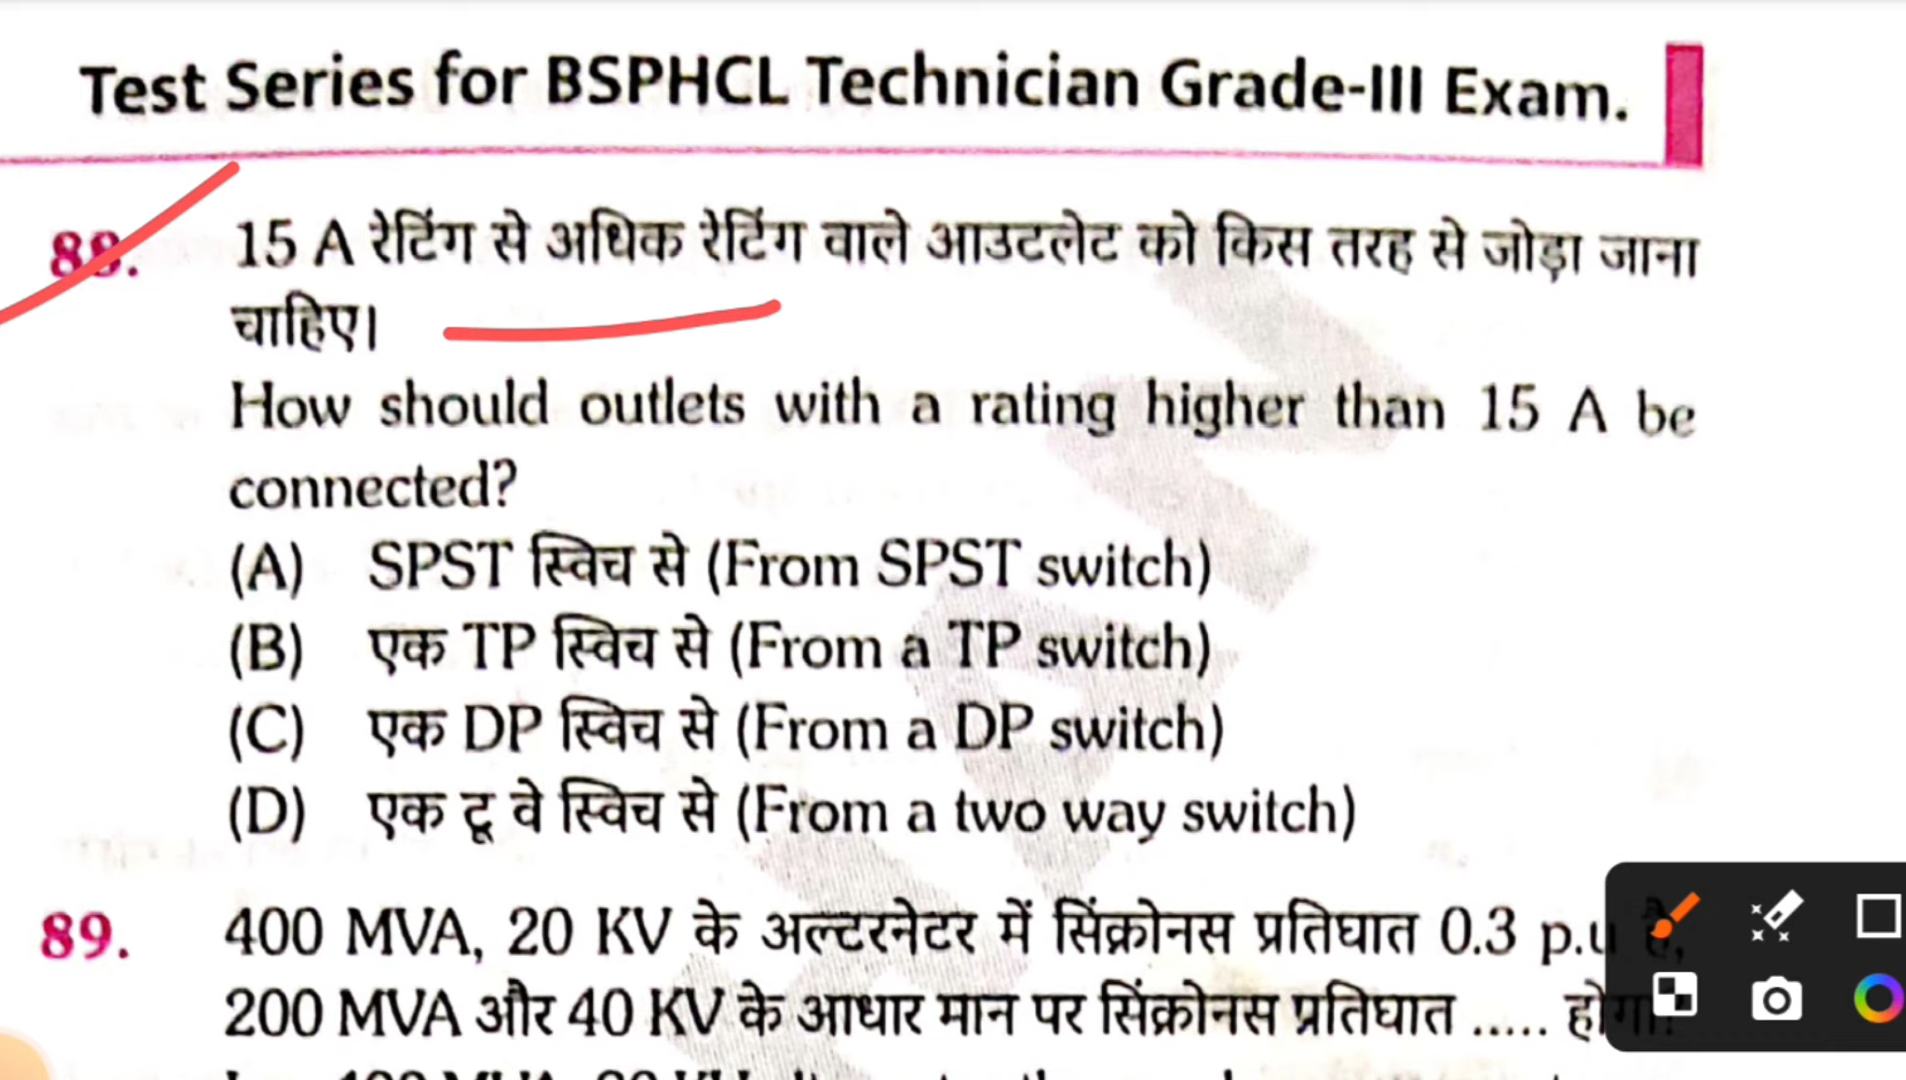 Test Series for BSPHCL Technician Grade-III Exam.
88. 15 A रेटिंग से अधिक रेटिंग वाले आउटलेट को किस तरह से जोड़ा जाना
चाहिए।
How should outlets with a rating higher than 15 A be
connected?
(A) SPST स्विच से (From SPST switch)
(B) एक TP स्विच से (From a TP switch)
(C) एक DP स्विच से (From a DP switch)
(D) एक टू वे स्विच से (From a two way switch)
89. 400 MVA, 20 KV के अल्टरनेटर में सिंक्रोनस प्रतिघात 0.3 p.u है,
200 MVA और 40 KV के आधार मान पर सिंक्रोनस प्रतिघात ..... होगा।